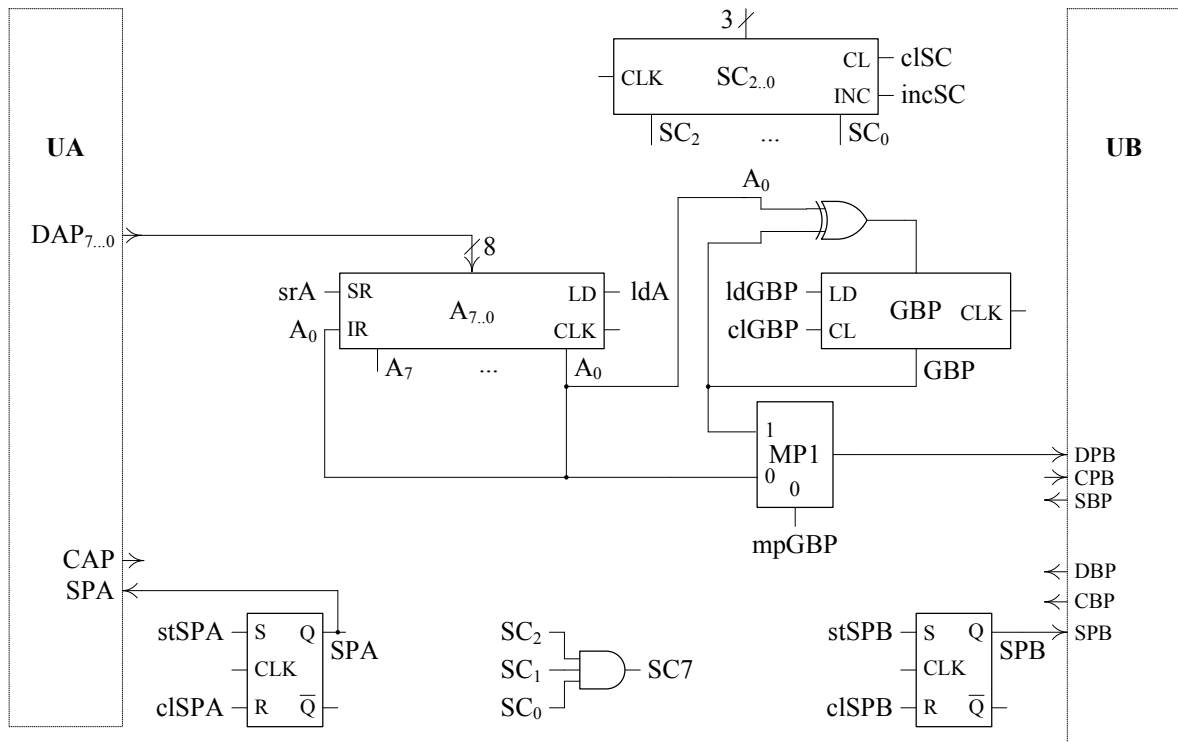 3
CLK
SC2..0
CL
clSC
INC
incSC
SC2
...
SC0
UA
UB
A0
DAP7...0
8
srA
SR
A7..0
LD
ldA
A0
IR
CLK
A7
...
A0
ldGBP
LD
GBP
CLK
clGBP
CL
GBP
1
MP1
0
0
mpGBP
DPB
CPB
SBP
CAP
SPA
DBP
CBP
SPB
stSPA
S
Q
SPA
CLK
clSPA
R
Q
SC2
SC1
SC0
SC7
stSPB
S
Q
SPB
CLK
clSPB
R
Q